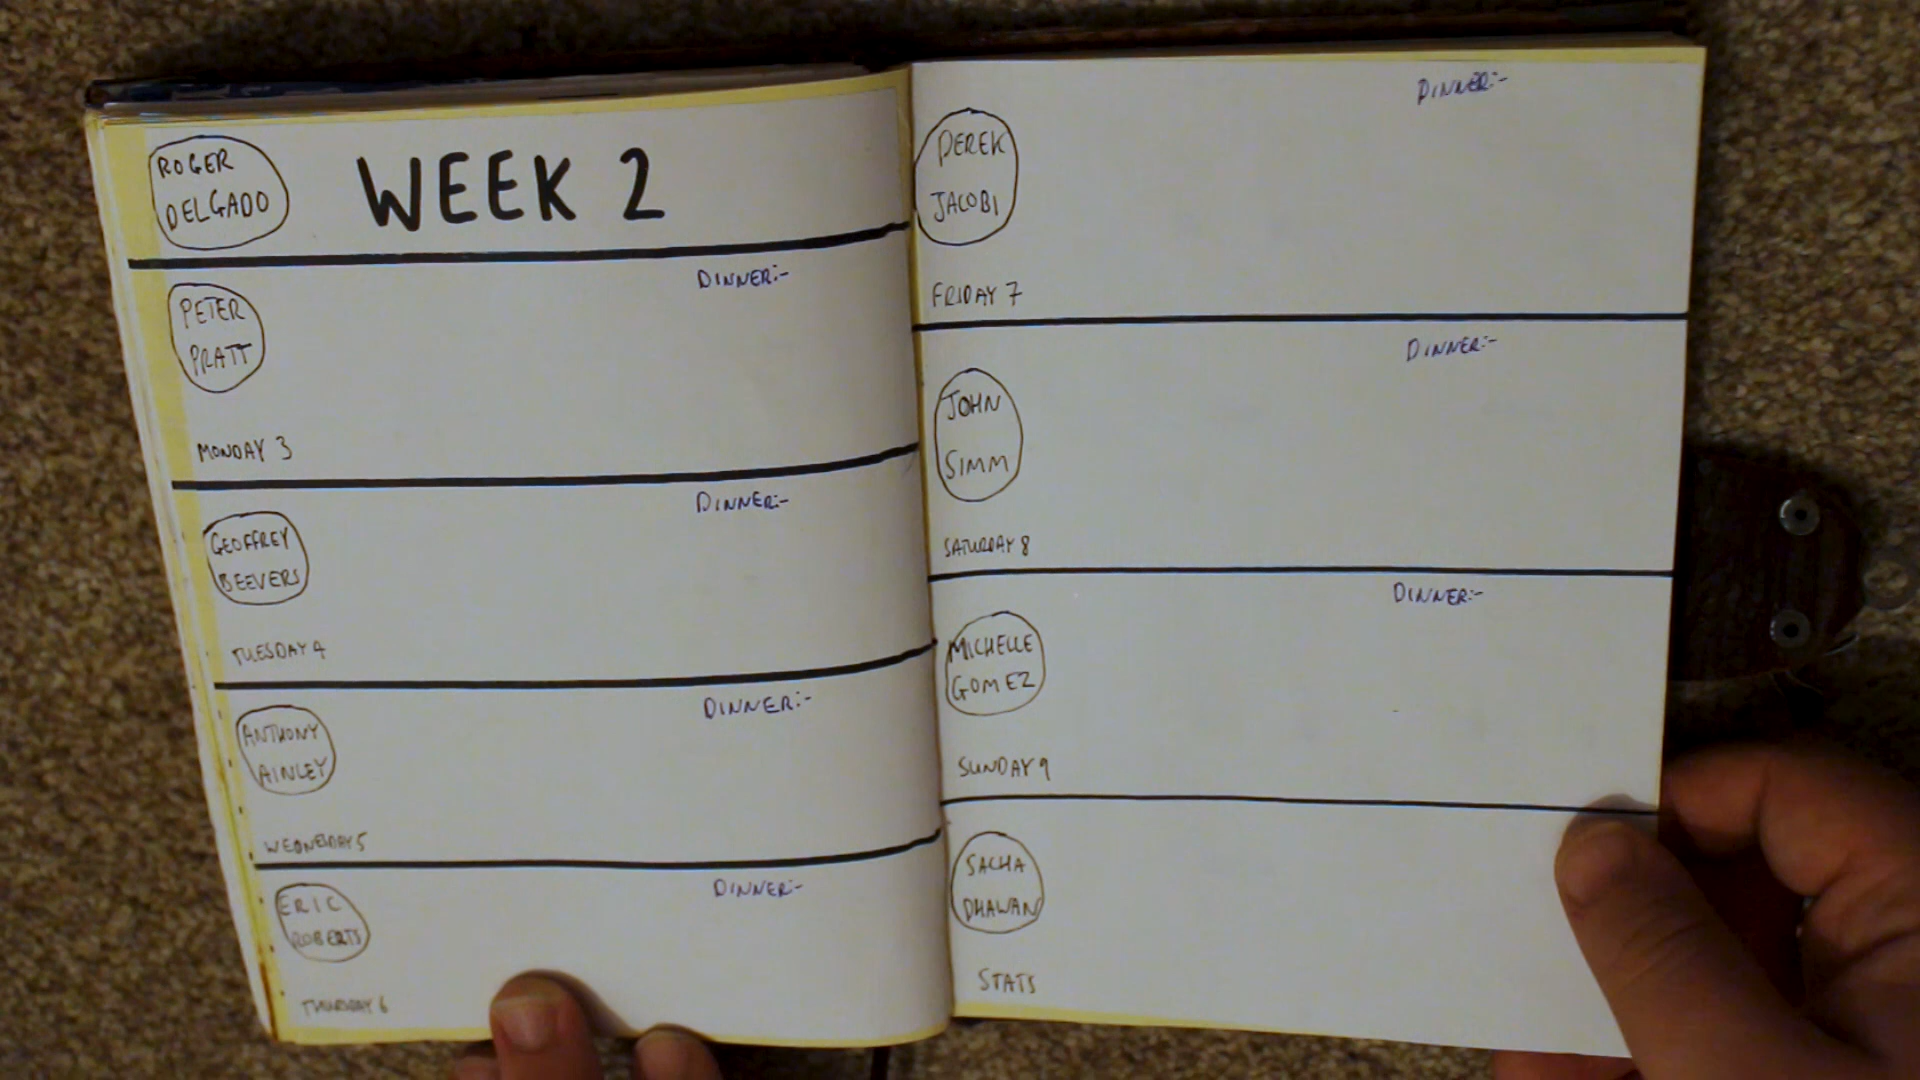 ROGER
DELGADO
WEEK 2
DINNER:-
PETER
PRATT
MONDAY 3
DINNER:-
GEOFFREY
BEEVERS
TUESDAY 4
DINNER:-
ANTHONY
AINLEY
WEDNESDAY 5
DINNER:-
ERIC
ROBERTS
THURSDAY 6
DINNER:-
DEREK
JACOBI
FRIDAY 7
DINNER:-
JOHN
SIMM
SATURDAY 8
DINNER:-
MICHELLE
GOMEZ
SUNDAY 9
SACHA
DHAWAN
STATS